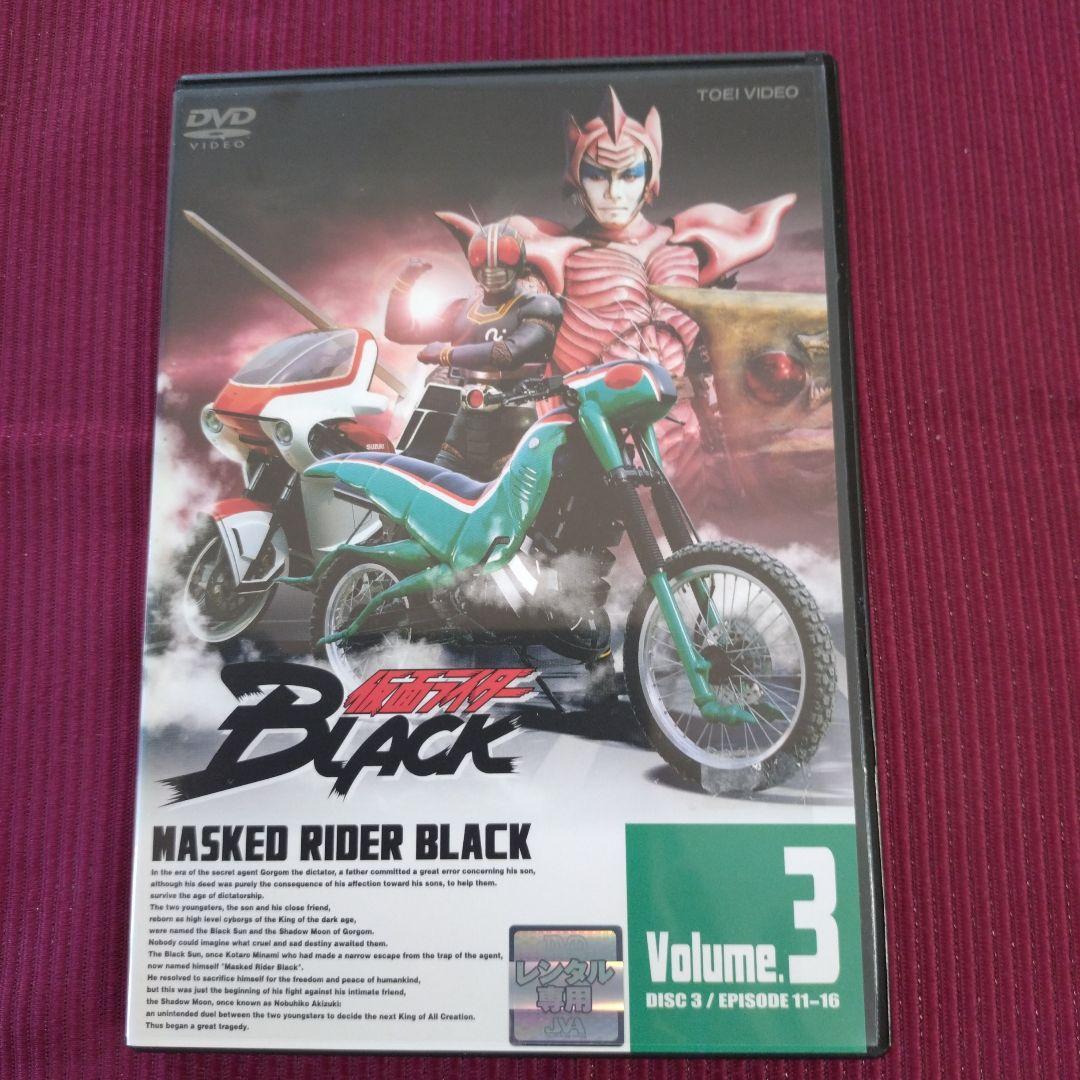 DVD
VIDEO
TOEI VIDEO
SUZUKI
仮面ライダー
BLACK
MASKED RIDER BLACK
In the era of the secret agent Gorgom the dictator, a father committed a great error concerning his son,
although his deed was purely the consequence of his affection toward his sons, to help them.
survive the age of dictatorship.
The two youngsters, the son and his close friend,
reborn as high level cyborgs of the King of the dark age,
were named the Black Sun and the Shadow Moon of Gorgom.
Nobody could imagine what cruel and sad destiny awaited them.
The Black Sun, once Kotaro Minami who had made a narrow escape from the trap of the agent,
now named himself "Masked Rider Black".
He resolved to sacrifice himself for the freedom and peace of humankind,
but this was just the beginning of his fight against his intimate friend,
the Shadow Moon, once known as Nobuhiko Akizuki:
an unintended duel between the two youngsters to decide the next King of All Creation.
Thus began a great tragedy.
レンタル
専用
JVA
Volume.3
DISC 3 / EPISODE 11-16